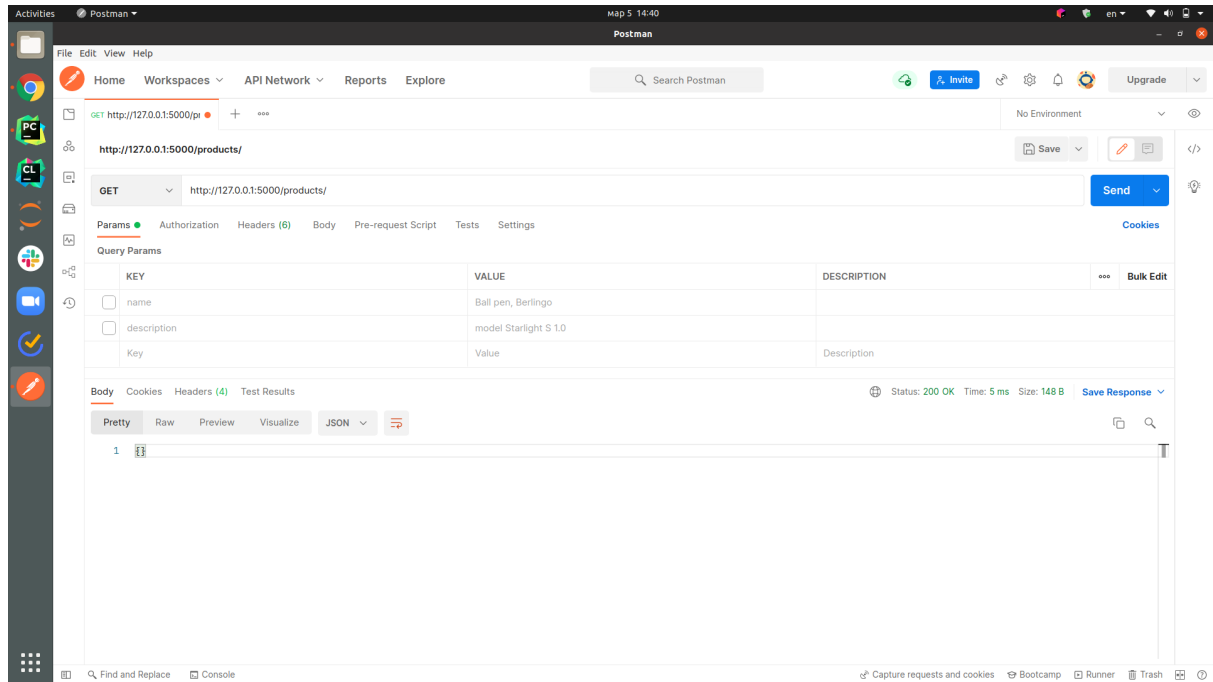 Activities Postman мар 5 14:40 en
Postman
File Edit View Help
Home Workspaces API Network Reports Explore Search Postman Invite Upgrade
PC
CL
GET http://127.0.0.1:5000/pr No Environment
http://127.0.0.1:5000/products/ Save
GET http://127.0.0.1:5000/products/ Send
Params Authorization Headers (6) Body Pre-request Script Tests Settings Cookies
Query Params
KEY VALUE DESCRIPTION Bulk Edit
name Ball pen, Berlingo
description model Starlight S 1.0
Key Value Description
Body Cookies Headers (4) Test Results Status: 200 OK Time: 5 ms Size: 148 B Save Response
Pretty Raw Preview Visualize JSON
1 {}
Find and Replace Console Capture requests and cookies Bootcamp Runner Trash